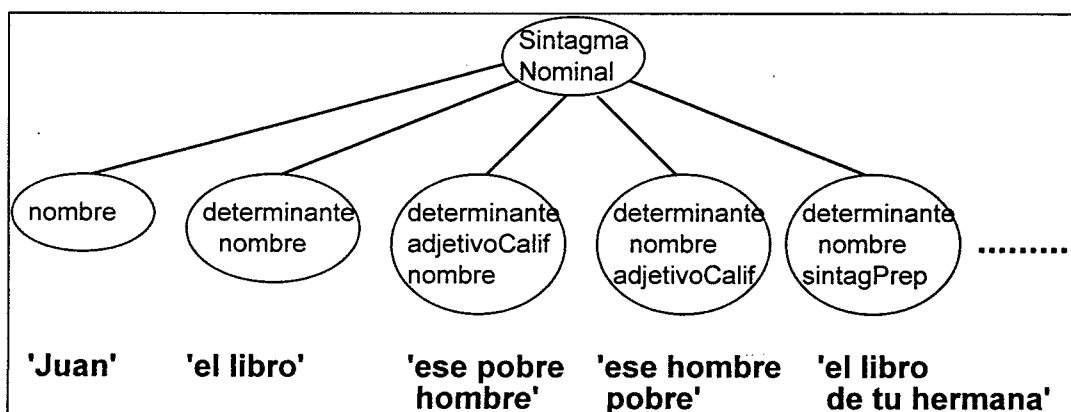 Sintagma
Nominal
nombre
determinante
nombre
determinante
adjetivoCalif
nombre
determinante
nombre
adjetivoCalif
determinante
nombre
sintagPrep
.........
'Juan'
'el libro'
'ese pobre
hombre'
'ese hombre
pobre'
'el libro
de tu hermana'